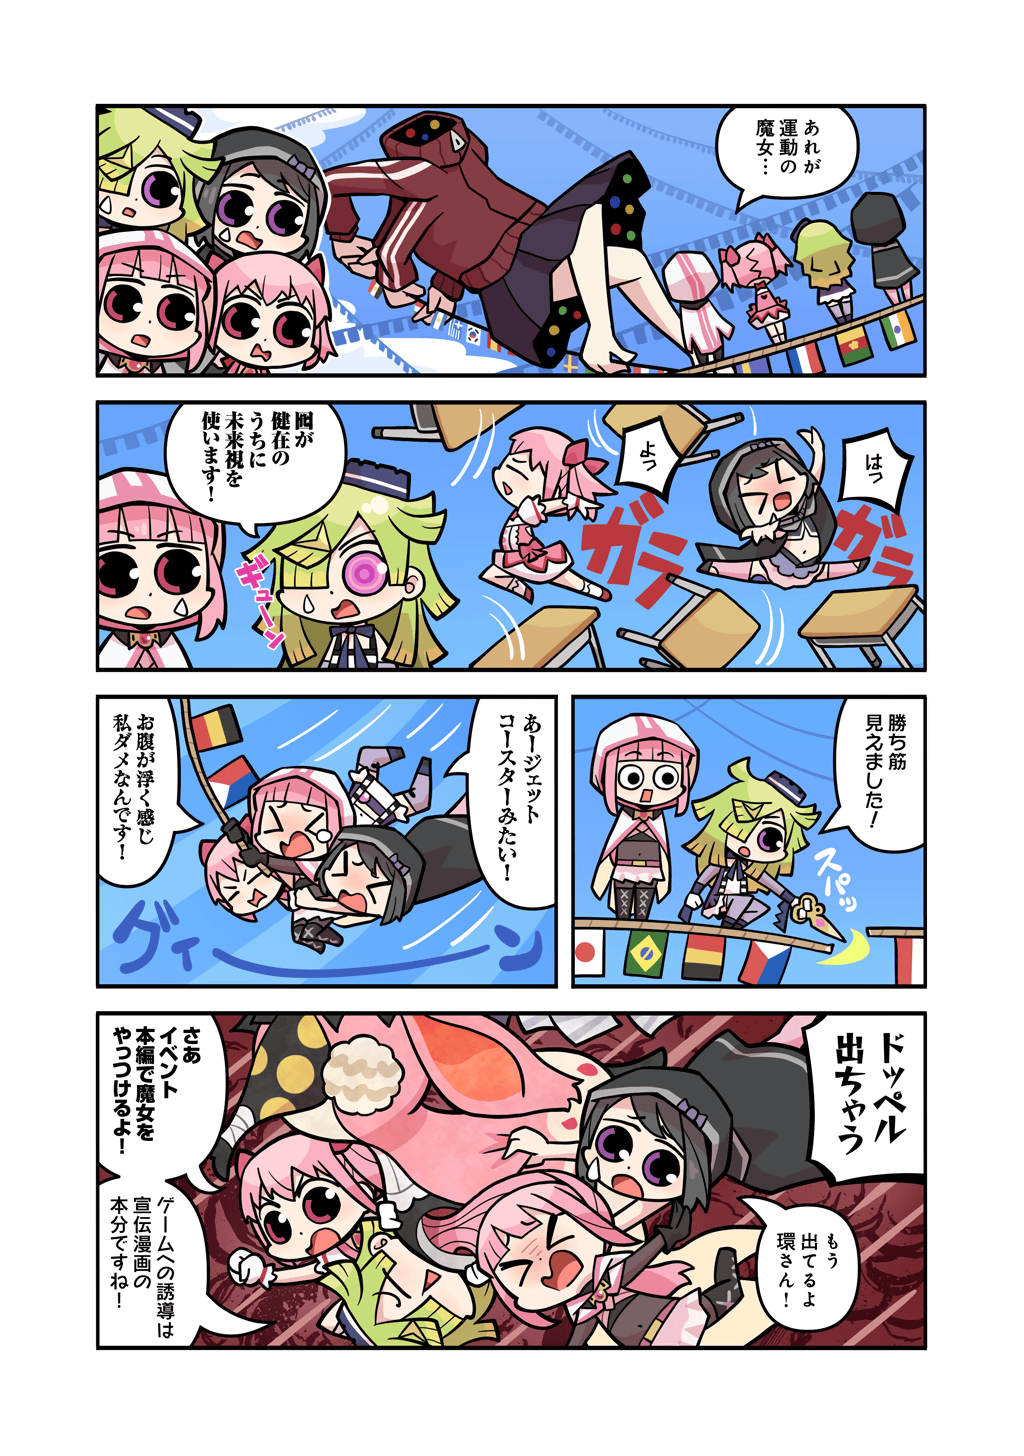 あれが
運動の
魔女…
はっ
よっ
ガラ
ガラ
健在の
うちに
未来視を
使います!
ギューーン
勝ち筋
見えました!
スパッ
あージェット
コースターみたい!
お腹が浮く感じ
私ダメなんです!
グィーン
ドッペル
出ちゃう
もう
出てるよ
環さん!
さあ
イベント
本編で魔女を
やっつけるよ!
ゲームへの誘導は
宣伝漫画の
本分ですね!